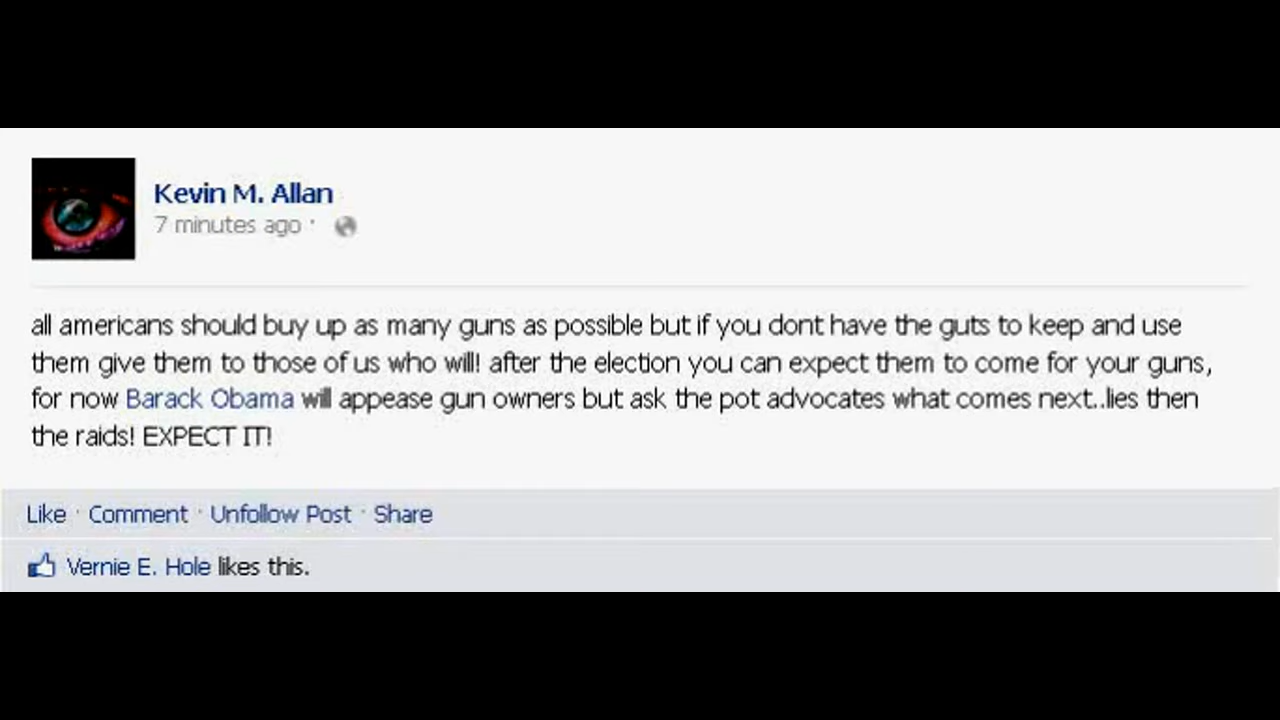 Kevin M. Allan
7 minutes ago ·
all americans should buy up as many guns as possible but if you dont have the guts to keep and use
them give them to those of us who will! after the election you can expect them to come for your guns,
for now Barack Obama will appease gun owners but ask the pot advocates what comes next..lies then
the raids! EXPECT IT!
Like · Comment · Unfollow Post · Share
Vernie E. Hole likes this.